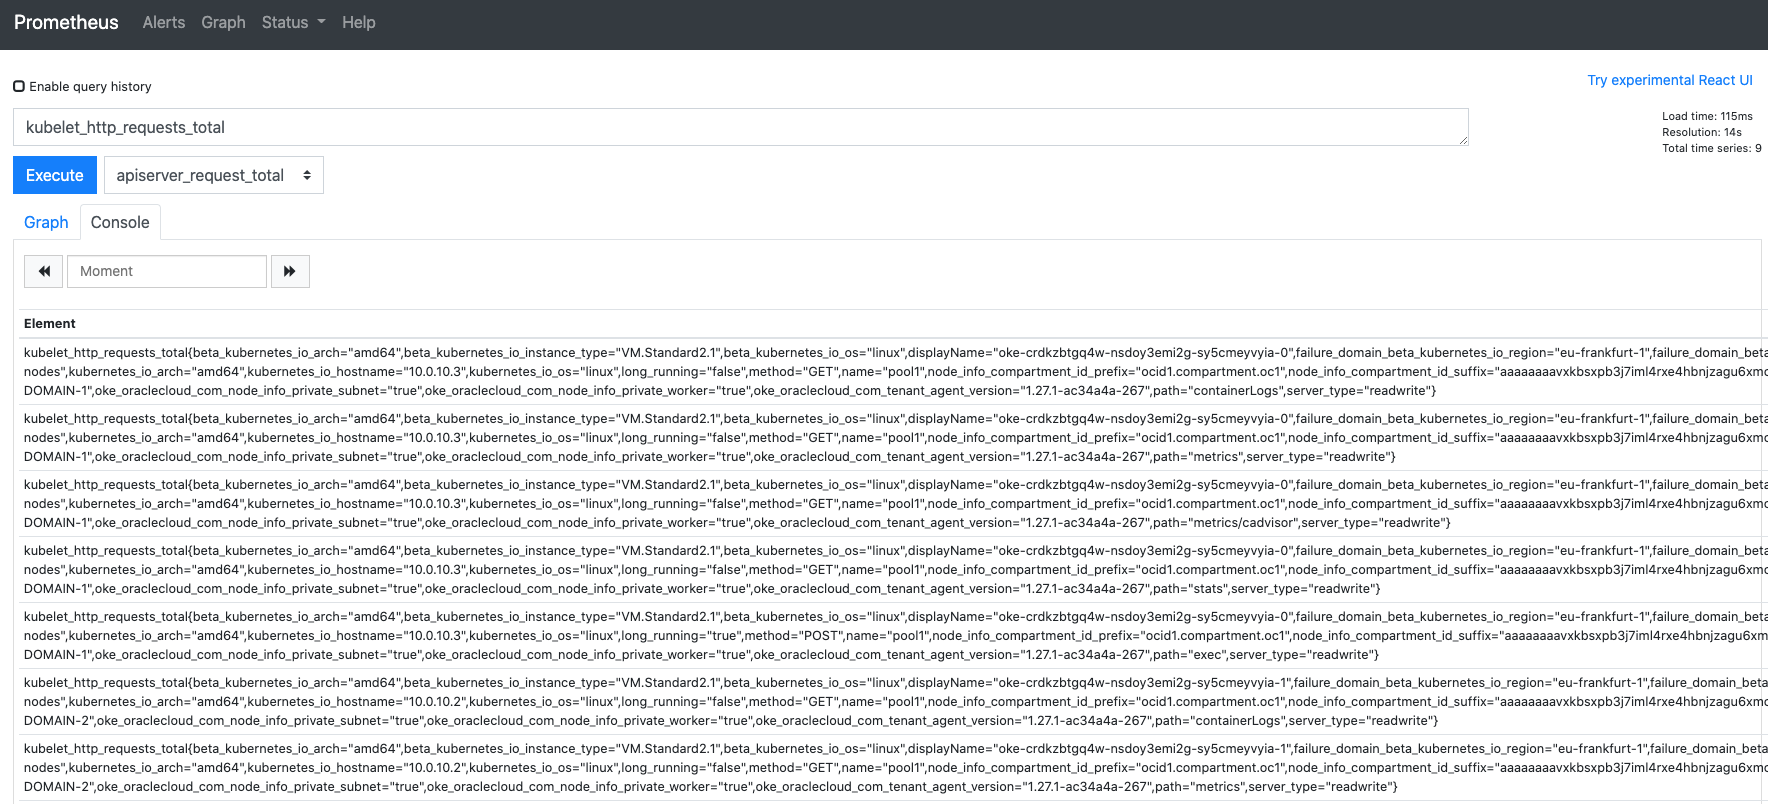 Prometheus Alerts Graph Status Help
Enable query history
Try experimental React UI
kubelet_http_requests_total
Load time: 115ms
Resolution: 14s
Total time series: 9
Execute apiserver_request_total
Graph Console
Moment
Element
kubelet_http_requests_total{beta_kubernetes_io_arch="amd64",beta_kubernetes_io_instance_type="VM.Standard2.1",beta_kubernetes_io_os="linux",displayName="oke-crdkzbtgq4w-nsdoy3emi2g-sy5cmeyvyia-0",failure_domain_beta_kubernetes_io_region="eu-frankfurt-1",failure_domain_beta
nodes",kubernetes_io_arch="amd64",kubernetes_io_hostname="10.0.10.3",kubernetes_io_os="linux",long_running="false",method="GET",name="pool1",node_info_compartment_id_prefix="ocid1.compartment.oc1",node_info_compartment_id_suffix="aaaaaaaavxkbsxpb3j7iml4rxe4hbnjzagu6xmc
DOMAIN-1",oke_oraclecloud_com_node_info_private_subnet="true",oke_oraclecloud_com_node_info_private_worker="true",oke_oraclecloud_com_tenant_agent_version="1.27.1-ac34a4a-267",path="containerLogs",server_type="readwrite"}
kubelet_http_requests_total{beta_kubernetes_io_arch="amd64",beta_kubernetes_io_instance_type="VM.Standard2.1",beta_kubernetes_io_os="linux",displayName="oke-crdkzbtgq4w-nsdoy3emi2g-sy5cmeyvyia-0",failure_domain_beta_kubernetes_io_region="eu-frankfurt-1",failure_domain_beta
nodes",kubernetes_io_arch="amd64",kubernetes_io_hostname="10.0.10.3",kubernetes_io_os="linux",long_running="false",method="GET",name="pool1",node_info_compartment_id_prefix="ocid1.compartment.oc1",node_info_compartment_id_suffix="aaaaaaaavxkbsxpb3j7iml4rxe4hbnjzagu6xmc
DOMAIN-1",oke_oraclecloud_com_node_info_private_subnet="true",oke_oraclecloud_com_node_info_private_worker="true",oke_oraclecloud_com_tenant_agent_version="1.27.1-ac34a4a-267",path="metrics",server_type="readwrite"}
kubelet_http_requests_total{beta_kubernetes_io_arch="amd64",beta_kubernetes_io_instance_type="VM.Standard2.1",beta_kubernetes_io_os="linux",displayName="oke-crdkzbtgq4w-nsdoy3emi2g-sy5cmeyvyia-0",failure_domain_beta_kubernetes_io_region="eu-frankfurt-1",failure_domain_beta
nodes",kubernetes_io_arch="amd64",kubernetes_io_hostname="10.0.10.3",kubernetes_io_os="linux",long_running="false",method="GET",name="pool1",node_info_compartment_id_prefix="ocid1.compartment.oc1",node_info_compartment_id_suffix="aaaaaaaavxkbsxpb3j7iml4rxe4hbnjzagu6xmc
DOMAIN-1",oke_oraclecloud_com_node_info_private_subnet="true",oke_oraclecloud_com_node_info_private_worker="true",oke_oraclecloud_com_tenant_agent_version="1.27.1-ac34a4a-267",path="metrics/cadvisor",server_type="readwrite"}
kubelet_http_requests_total{beta_kubernetes_io_arch="amd64",beta_kubernetes_io_instance_type="VM.Standard2.1",beta_kubernetes_io_os="linux",displayName="oke-crdkzbtgq4w-nsdoy3emi2g-sy5cmeyvyia-0",failure_domain_beta_kubernetes_io_region="eu-frankfurt-1",failure_domain_beta
nodes",kubernetes_io_arch="amd64",kubernetes_io_hostname="10.0.10.3",kubernetes_io_os="linux",long_running="false",method="GET",name="pool1",node_info_compartment_id_prefix="ocid1.compartment.oc1",node_info_compartment_id_suffix="aaaaaaaavxkbsxpb3j7iml4rxe4hbnjzagu6xmc
DOMAIN-1",oke_oraclecloud_com_node_info_private_subnet="true",oke_oraclecloud_com_node_info_private_worker="true",oke_oraclecloud_com_tenant_agent_version="1.27.1-ac34a4a-267",path="stats",server_type="readwrite"}
kubelet_http_requests_total{beta_kubernetes_io_arch="amd64",beta_kubernetes_io_instance_type="VM.Standard2.1",beta_kubernetes_io_os="linux",displayName="oke-crdkzbtgq4w-nsdoy3emi2g-sy5cmeyvyia-0",failure_domain_beta_kubernetes_io_region="eu-frankfurt-1",failure_domain_beta
nodes",kubernetes_io_arch="amd64",kubernetes_io_hostname="10.0.10.3",kubernetes_io_os="linux",long_running="true",method="POST",name="pool1",node_info_compartment_id_prefix="ocid1.compartment.oc1",node_info_compartment_id_suffix="aaaaaaaavxkbsxpb3j7iml4rxe4hbnjzagu6xm
DOMAIN-1",oke_oraclecloud_com_node_info_private_subnet="true",oke_oraclecloud_com_node_info_private_worker="true",oke_oraclecloud_com_tenant_agent_version="1.27.1-ac34a4a-267",path="exec",server_type="readwrite"}
kubelet_http_requests_total{beta_kubernetes_io_arch="amd64",beta_kubernetes_io_instance_type="VM.Standard2.1",beta_kubernetes_io_os="linux",displayName="oke-crdkzbtgq4w-nsdoy3emi2g-sy5cmeyvyia-1",failure_domain_beta_kubernetes_io_region="eu-frankfurt-1",failure_domain_beta
nodes",kubernetes_io_arch="amd64",kubernetes_io_hostname="10.0.10.2",kubernetes_io_os="linux",long_running="false",method="GET",name="pool1",node_info_compartment_id_prefix="ocid1.compartment.oc1",node_info_compartment_id_suffix="aaaaaaaavxkbsxpb3j7iml4rxe4hbnjzagu6xmc
DOMAIN-2",oke_oraclecloud_com_node_info_private_subnet="true",oke_oraclecloud_com_node_info_private_worker="true",oke_oraclecloud_com_tenant_agent_version="1.27.1-ac34a4a-267",path="containerLogs",server_type="readwrite"}
kubelet_http_requests_total{beta_kubernetes_io_arch="amd64",beta_kubernetes_io_instance_type="VM.Standard2.1",beta_kubernetes_io_os="linux",displayName="oke-crdkzbtgq4w-nsdoy3emi2g-sy5cmeyvyia-1",failure_domain_beta_kubernetes_io_region="eu-frankfurt-1",failure_domain_beta
nodes",kubernetes_io_arch="amd64",kubernetes_io_hostname="10.0.10.2",kubernetes_io_os="linux",long_running="false",method="GET",name="pool1",node_info_compartment_id_prefix="ocid1.compartment.oc1",node_info_compartment_id_suffix="aaaaaaaavxkbsxpb3j7iml4rxe4hbnjzagu6xmc
DOMAIN-2",oke_oraclecloud_com_node_info_private_subnet="true",oke_oraclecloud_com_node_info_private_worker="true",oke_oraclecloud_com_tenant_agent_version="1.27.1-ac34a4a-267",path="metrics",server_type="readwrite"}